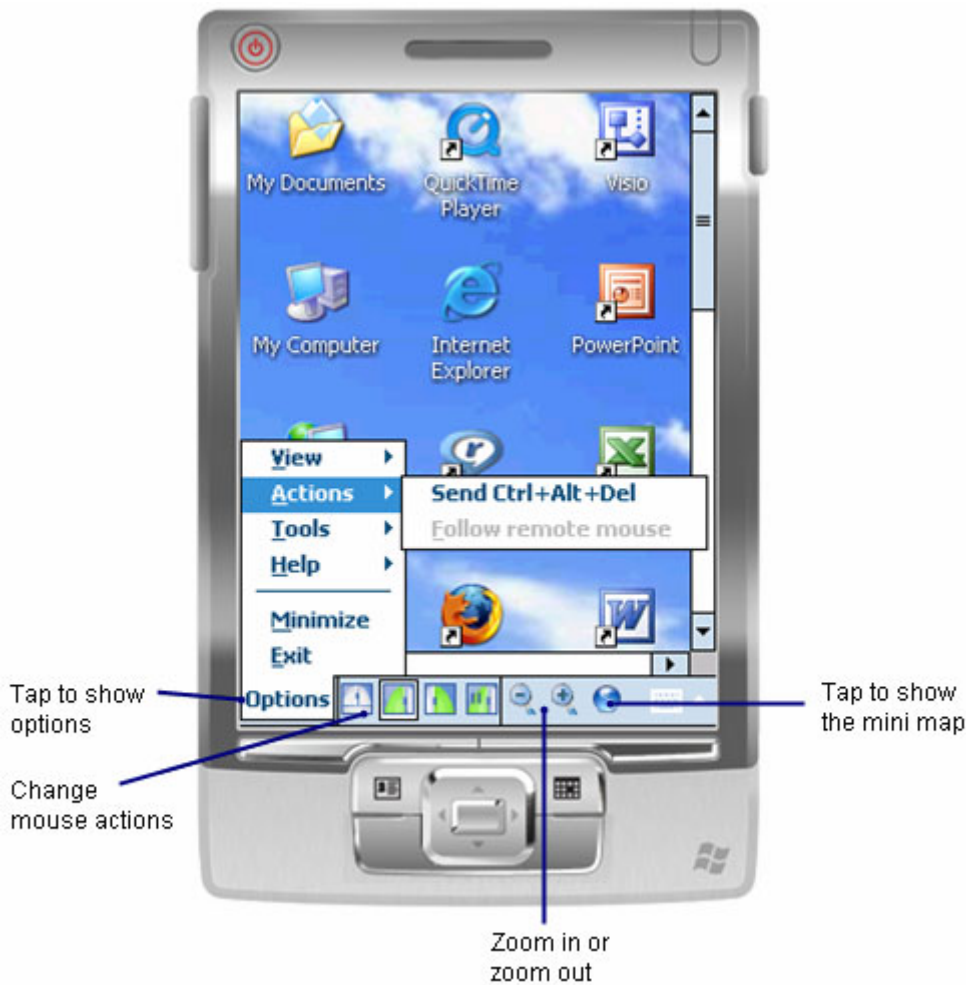 My Documents
QuickTime
Player
Visio
My Computer
Internet
Explorer
PowerPoint
View
Actions
Send Ctrl+Alt+Del
Tools
Follow remote mouse
Help
Minimize
Exit
Options
Tap to show
options
Change
mouse actions
Zoom in or
zoom out
Tap to show
the mini map